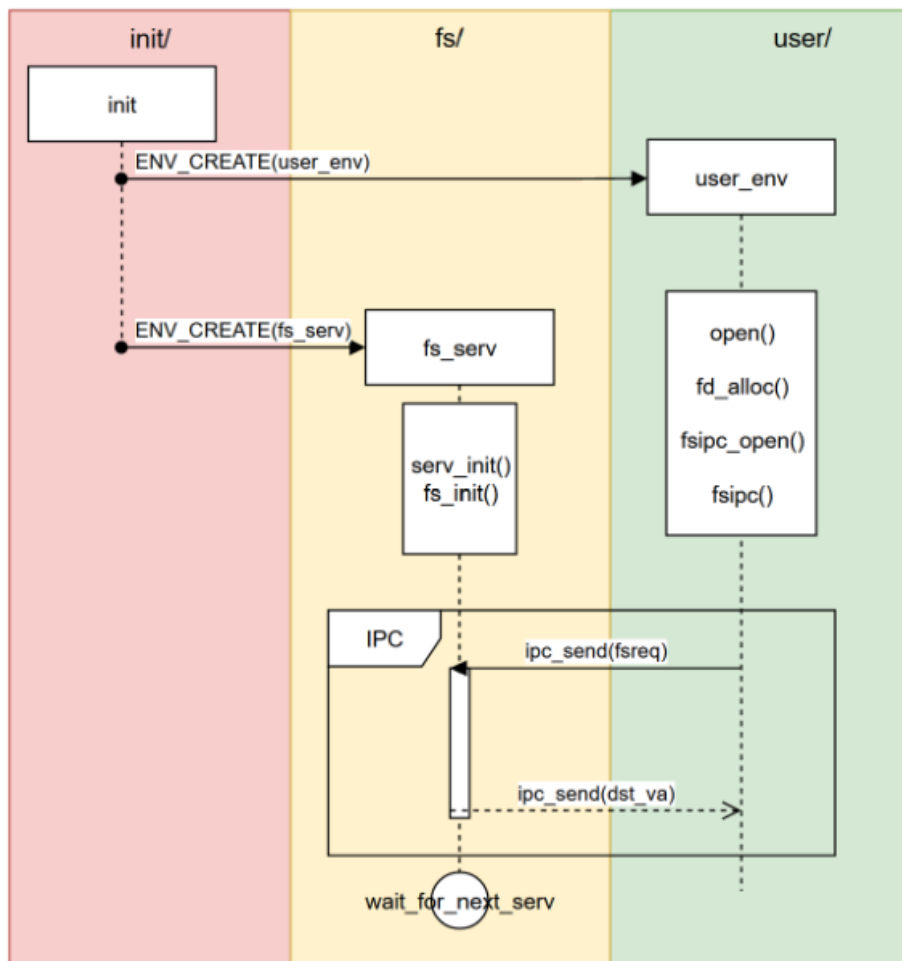 init/
fs/
user/
init
ENV_CREATE(user_env)
user_env
ENV_CREATE(fs_serv)
fs_serv
open()
fd_alloc()
fsipc_open()
fsipc()
serv_init()
fs_init()
IPC
ipc_send(fsreq)
ipc_send(dst_va)
wait_for_next_serv